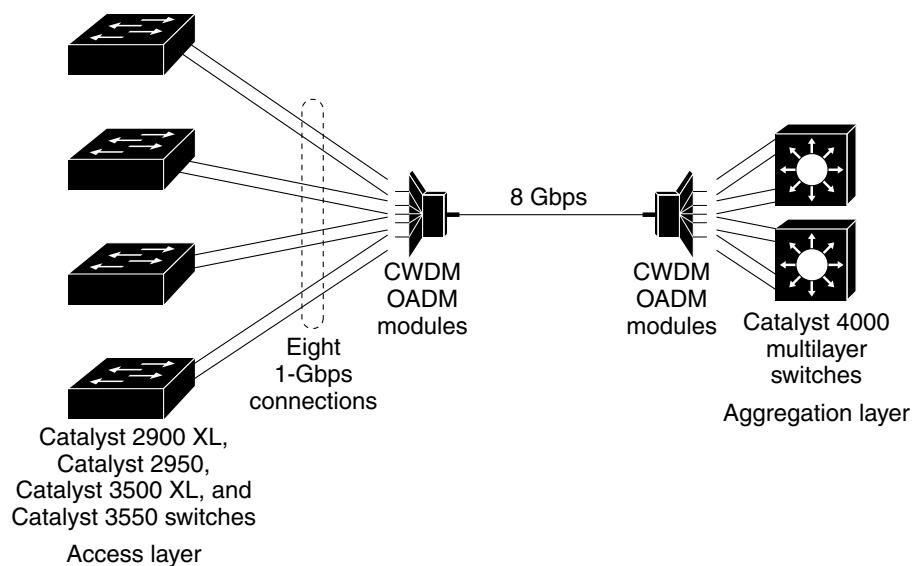 8 Gbps
CWDM
OADM
modules
CWDM
OADM
modules
Eight
1-Gbps
connections
Catalyst 4000
multilayer
switches
Aggregation layer
Catalyst 2900 XL,
Catalyst 2950,
Catalyst 3500 XL, and
Catalyst 3550 switches
Access layer